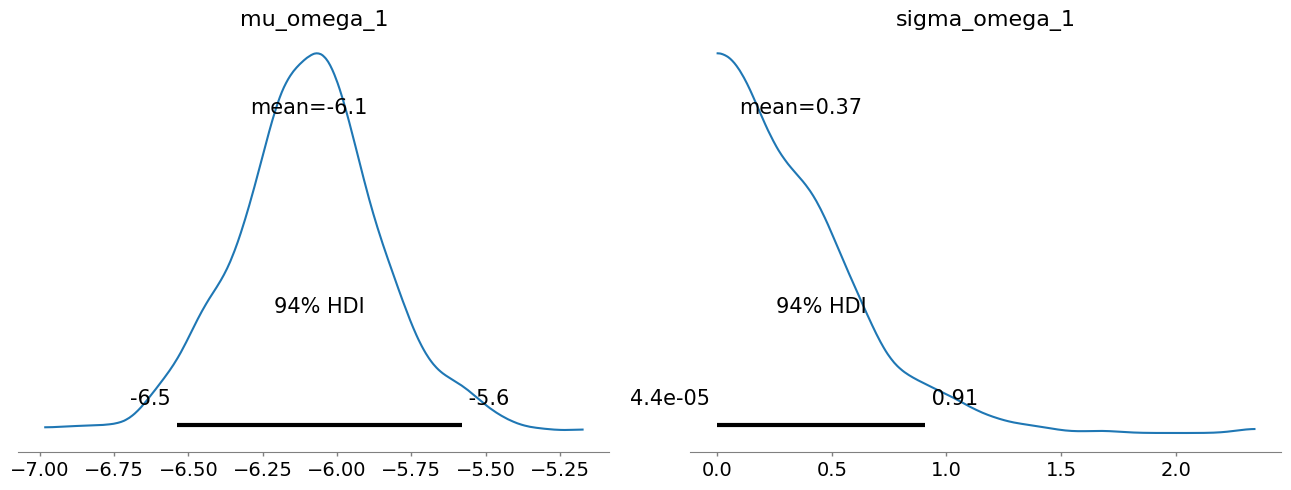 mu_omega_1
mean=-6.1
94% HDI
-6.5
-5.6
−7.00 −6.75 −6.50 −6.25 −6.00 −5.75 −5.50 −5.25
sigma_omega_1
mean=0.37
94% HDI
4.4e-05
0.91
0.0 0.5 1.0 1.5 2.0